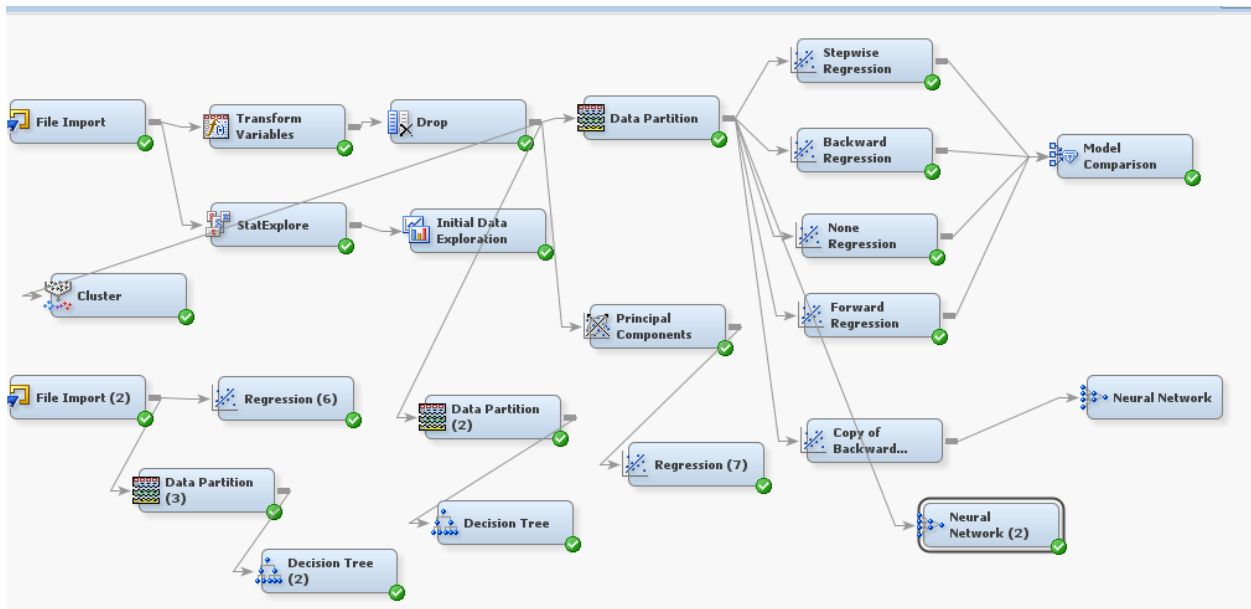 Stepwise
Regression
File Import
Transform
Variables
Drop
Data Partition
Backward
Regression
Model
Comparison
StatExplore
Initial Data
Exploration
None
Regression
Cluster
Principal
Components
Forward
Regression
File Import (2)
Regression (6)
Data Partition
(2)
Neural Network
Copy of
Backward...
Regression (7)
Data Partition
(3)
Decision Tree
Neural
Network (2)
Decision Tree
(2)